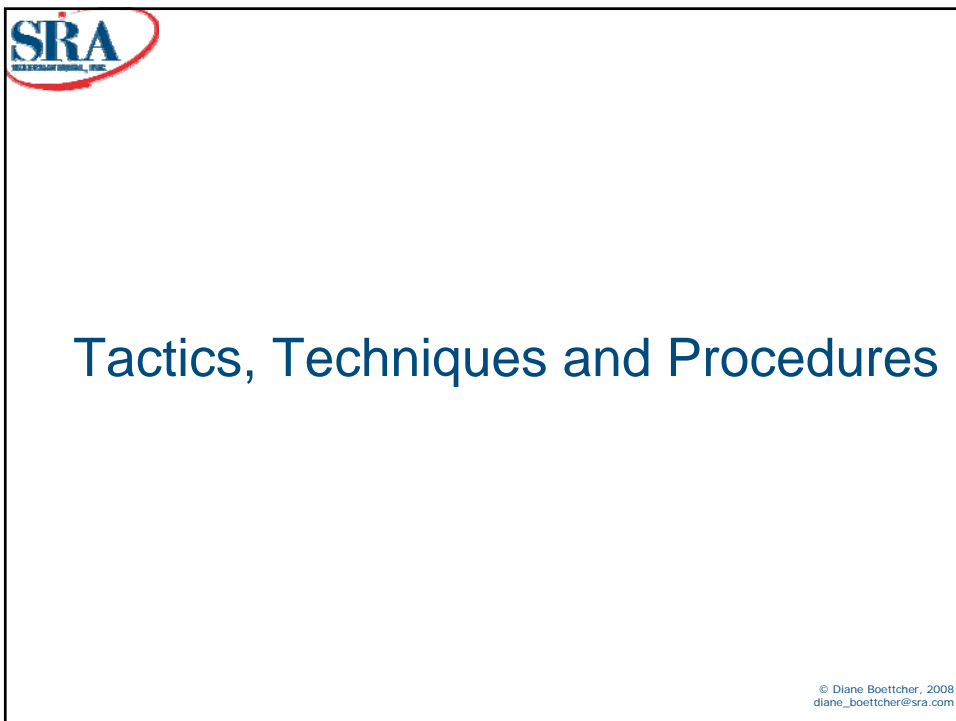 SRA
Tactics, Techniques and Procedures
© Diane Boettcher, 2008
diane_boettcher@sra.com